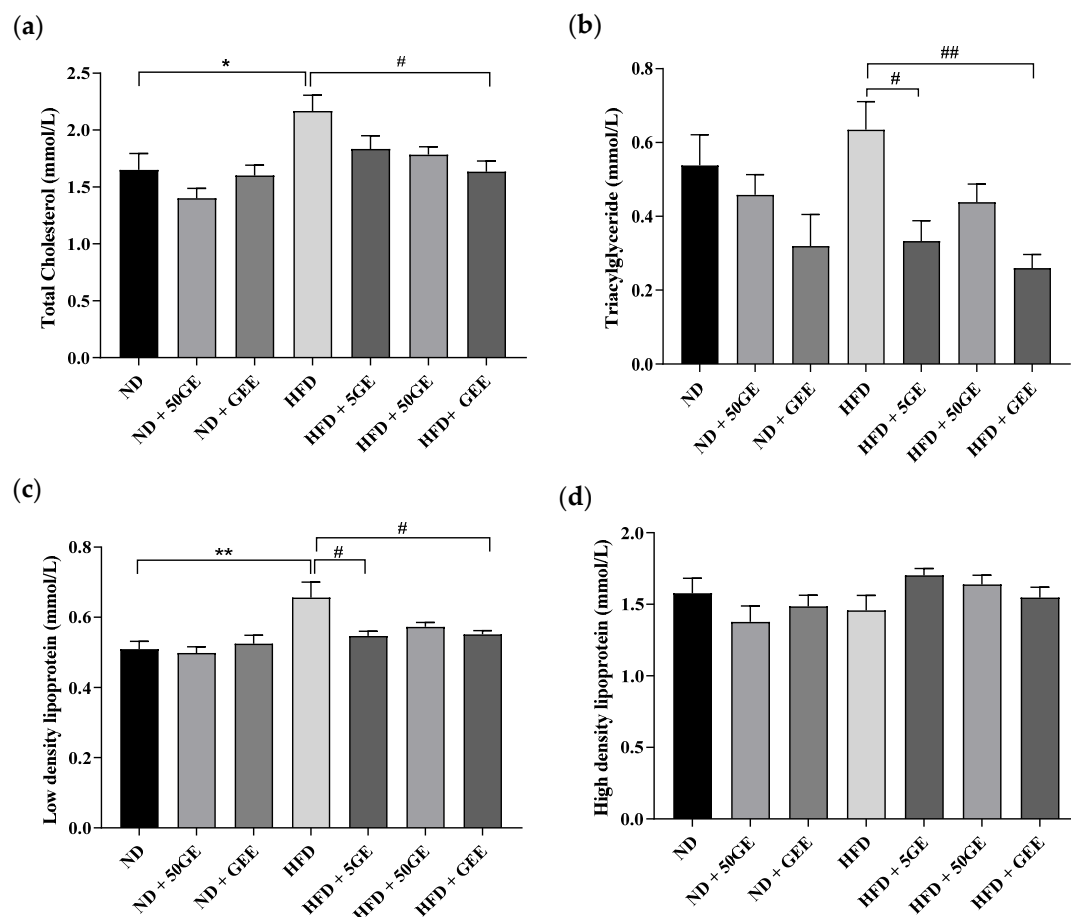 (a)
* #
Total Cholesterol (mmol/L)
2.5
2.0
1.5
1.0
0.5
0.0
ND
ND + 50GE
ND + GEE
HFD
HFD + 5GE
HFD + 50GE
HFD+ GEE
(b)
##
#
Triacylglyceride (mmol/L)
0.8
0.6
0.4
0.2
0.0
ND
ND + 50GE
ND + GEE
HFD
HFD + 5GE
HFD + 50GE
HFD + GEE
(c)
#
** #
Low density lipoprotein (mmol/L)
0.8
0.6
0.4
0.2
0.0
ND
ND + 50GE
ND + GEE
HFD
HFD + 5GE
HFD + 50GE
HFD + GEE
(d)
High density lipoprotein (mmol/L)
2.0
1.5
1.0
0.5
0.0
ND
ND + 50GE
ND + GEE
HFD
HFD + 5GE
HFD + 50GE
HFD + GEE